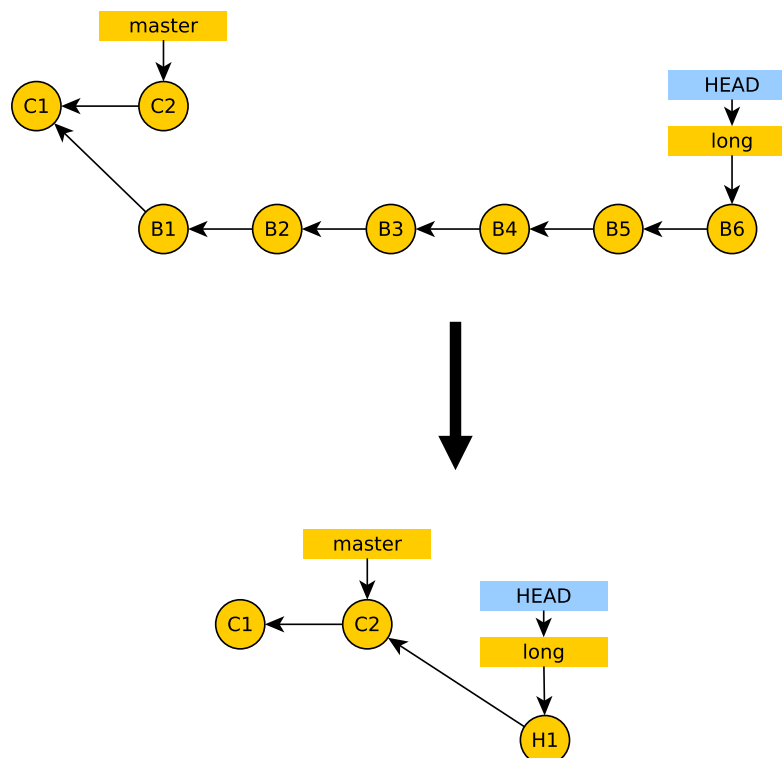 master
C1 C2
HEAD
long
B1 B2 B3 B4 B5 B6
master
HEAD
C1 C2
long
H1